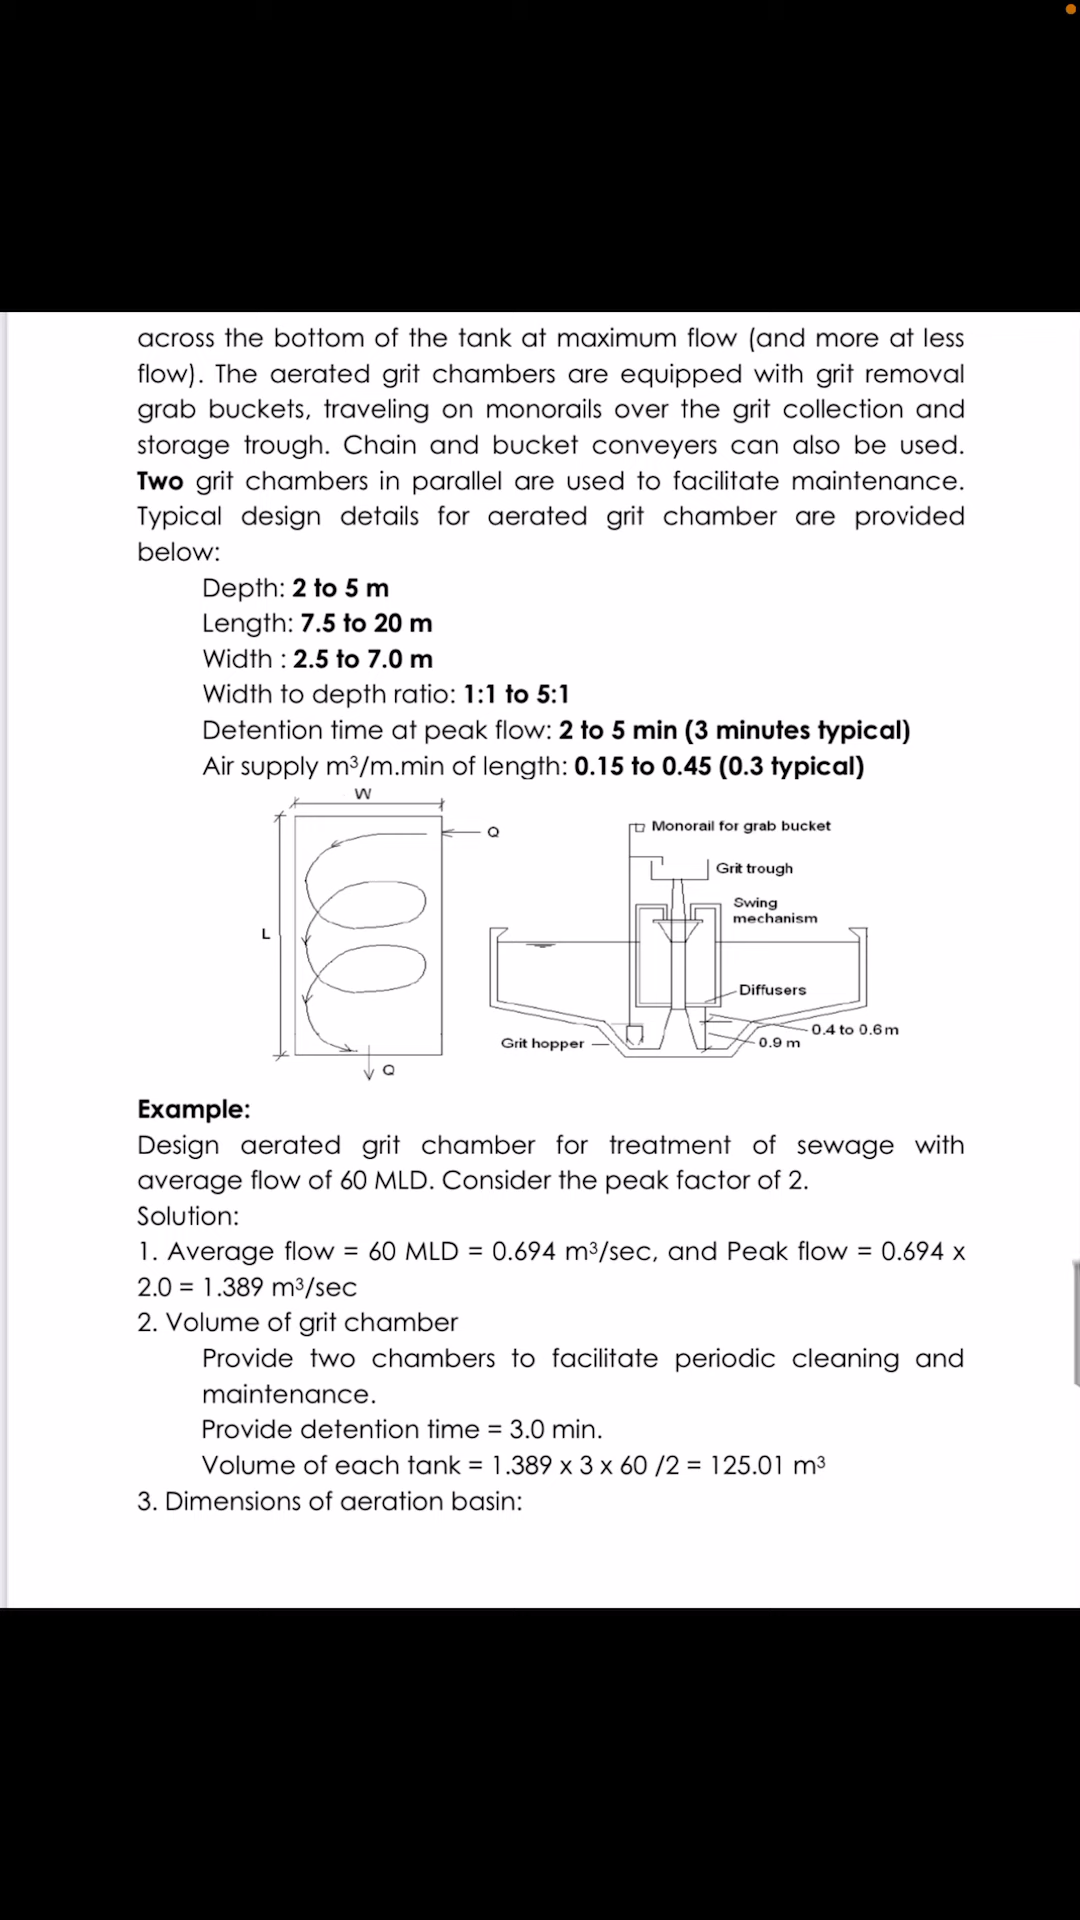 across the bottom of the tank at maximum flow (and more at less
flow). The aerated grit chambers are equipped with grit removal
grab buckets, traveling on monorails over the grit collection and
storage trough. Chain and bucket conveyers can also be used.
Two grit chambers in parallel are used to facilitate maintenance.
Typical design details for aerated grit chamber are provided
below:
Depth: 2 to 5 m
Length: 7.5 to 20 m
Width : 2.5 to 7.0 m
Width to depth ratio: 1:1 to 5:1
Detention time at peak flow: 2 to 5 min (3 minutes typical)
Air supply m³/m.min of length: 0.15 to 0.45 (0.3 typical)
W
Q
L
Q
Monorail for grab bucket
Grit trough
Swing
mechanism
Diffusers
0.4 to 0.6m
0.9 m
Grit hopper
Example:
Design aerated grit chamber for treatment of sewage with
average flow of 60 MLD. Consider the peak factor of 2.
Solution:
1. Average flow = 60 MLD = 0.694 m³/sec, and Peak flow = 0.694 x
2.0 = 1.389 m³/sec
2. Volume of grit chamber
Provide two chambers to facilitate periodic cleaning and
maintenance.
Provide detention time = 3.0 min.
Volume of each tank = 1.389 x 3 x 60 /2 = 125.01 m³
3. Dimensions of aeration basin: